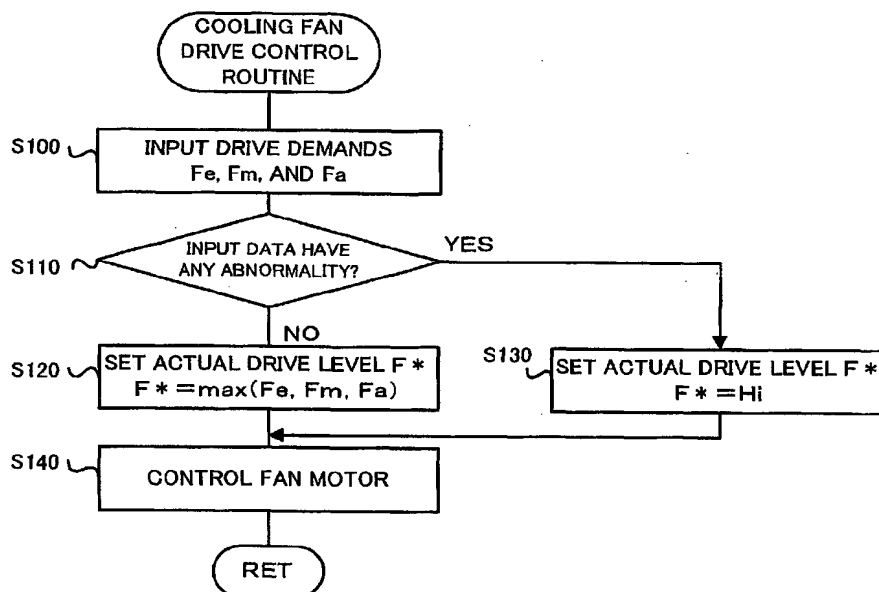 COOLING FAN
DRIVE CONTROL
ROUTINE
S100
INPUT DRIVE DEMANDS
Fe, Fm, AND Fa
S110
INPUT DATA HAVE
ANY ABNORMALITY?
YES
NO
S120
SET ACTUAL DRIVE LEVEL F*
F*=max(Fe, Fm, Fa)
S130
SET ACTUAL DRIVE LEVEL F*
F*=Hi
S140
CONTROL FAN MOTOR
RET